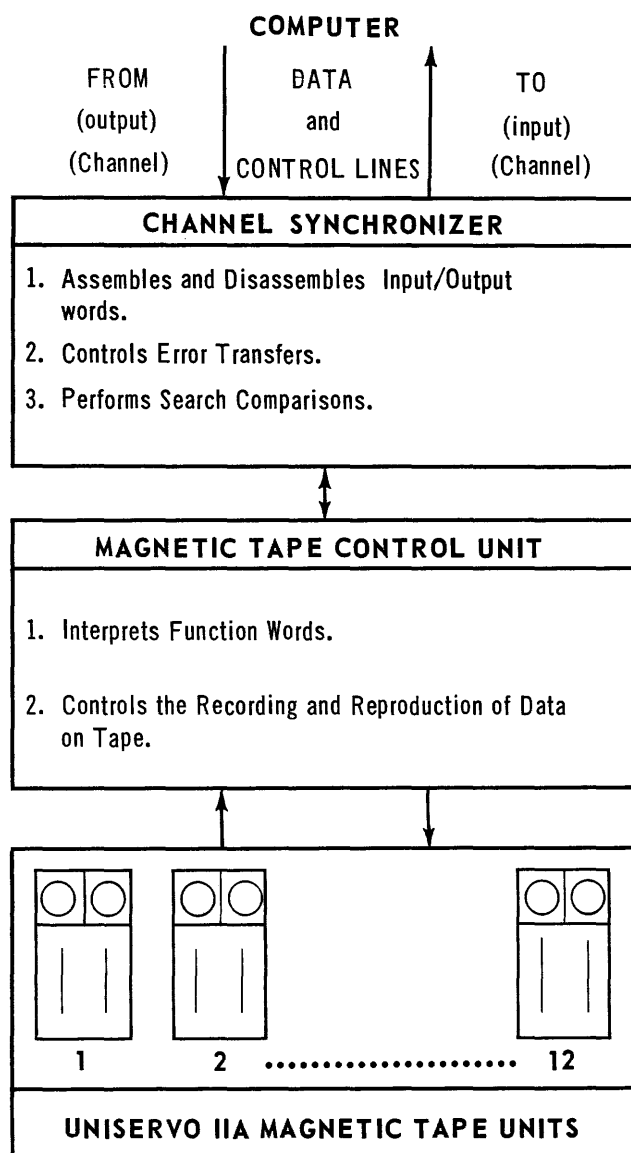 COMPUTER
FROM DATA TO
(output) and (input)
(Channel) CONTROL LINES (Channel)
CHANNEL SYNCHRONIZER
1. Assembles and Disassembles Input/Output
words.
2. Controls Error Transfers.
3. Performs Search Comparisons.
MAGNETIC TAPE CONTROL UNIT
1. Interprets Function Words.
2. Controls the Recording and Reproduction of Data
on Tape.
1 2 .......................... 12
UNISERVO IIA MAGNETIC TAPE UNITS